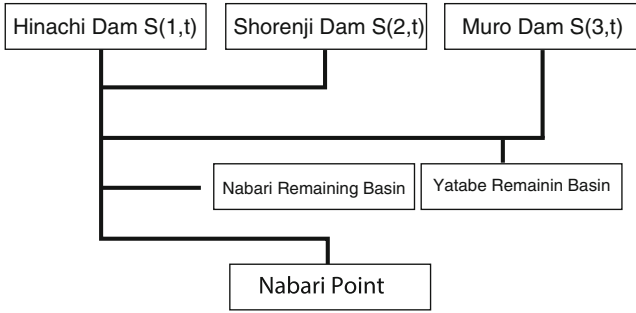 Hinachi Dam S(1,t)
Shorenji Dam S(2,t)
Muro Dam S(3,t)
Nabari Remaining Basin
Yatabe Remainin Basin
Nabari Point